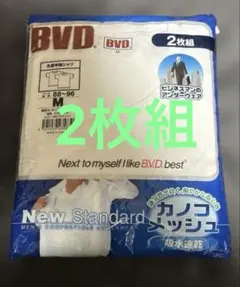 BVD
BVD
2枚組
丸首半袖シャツ
88~96
M
ビジネスマンの
アンダーウェア
2枚組
Next to myself I like B.V.D. best
New Standard
カノコ
メッシュ
吸水速乾